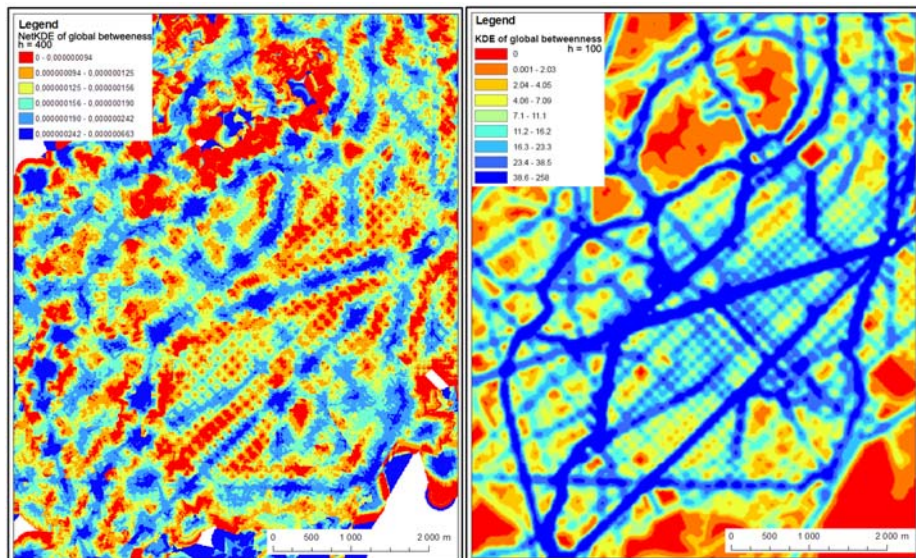 Legend
NetKDE of global betweenness
h = 400
0 - 0.000000094
0.000000094 - 0.000000125
0.000000125 - 0.000000156
0.000000156 - 0.000000190
0.000000190 - 0.000000242
0.000000242 - 0.000000663
0 500 1 000 2 000 m
Legend
KDE of global betweenness
h = 100
0
0.001 - 2.03
2.04 - 4.05
4.06 - 7.09
7.1 - 11.1
11.2 - 16.2
16.3 - 23.3
23.4 - 38.5
38.6 - 258
0 500 1 000 2 000 m